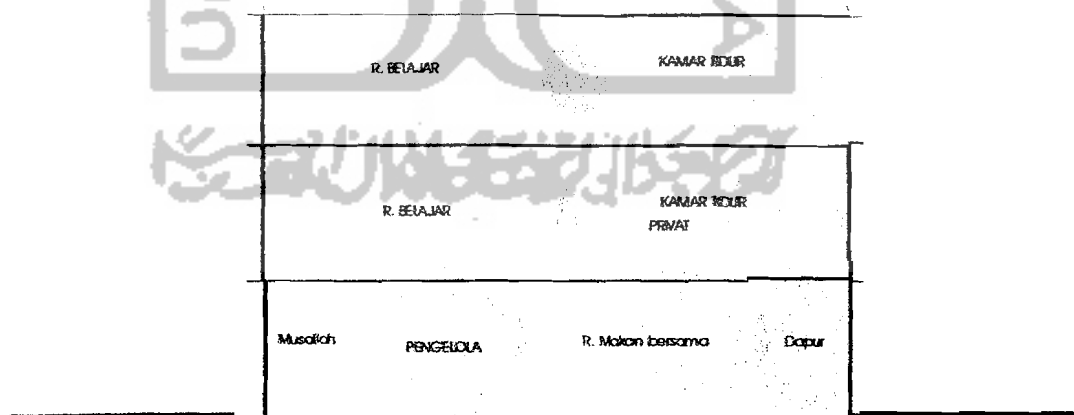 R. BELAJAR KAMAR TIDUR
R. BELAJAR KAMAR TIDUR
PRIVAT
Musallah PENGELOLA R. Makan bersama Dapur